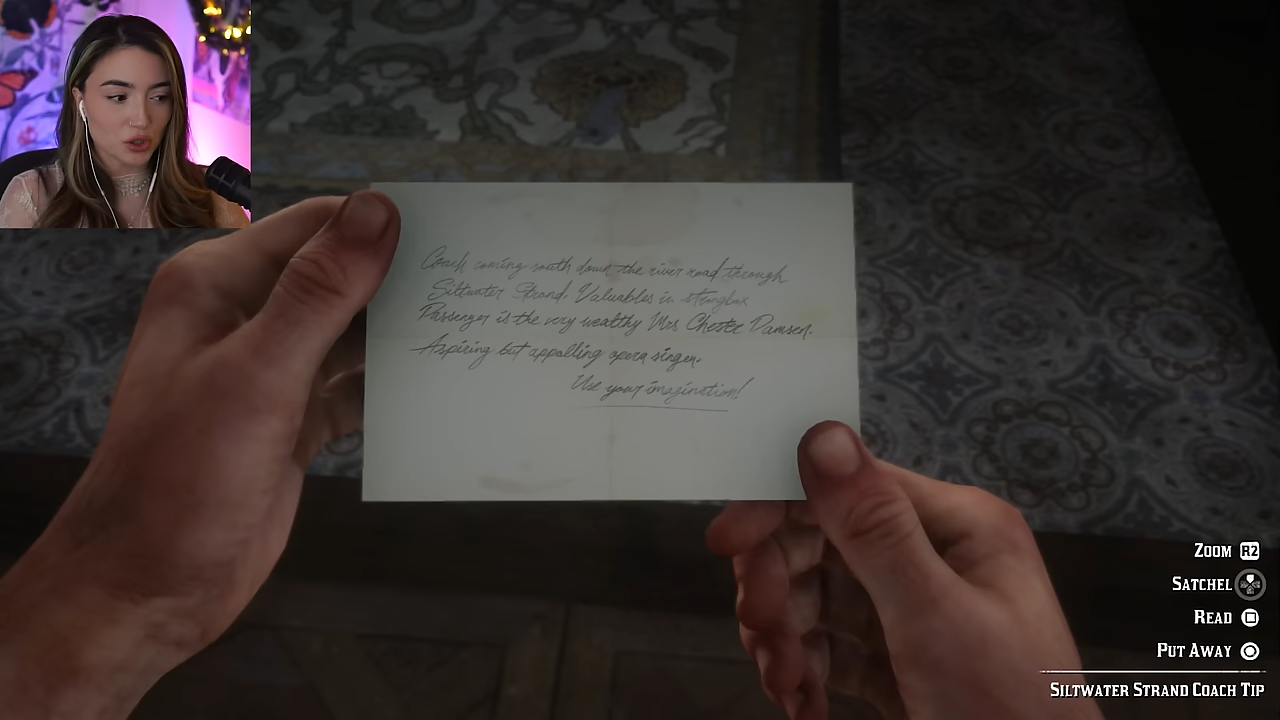 Coach coming south down the river road through
Siltwater Strand. Valuables in strongbox
Passenger is the very wealthy Mrs Chester Damsen.
Aspiring but appalling opera singer.
Use your imagination!
ZOOM R2
SATCHEL
READ
PUT AWAY
SILTWATER STRAND COACH TIP